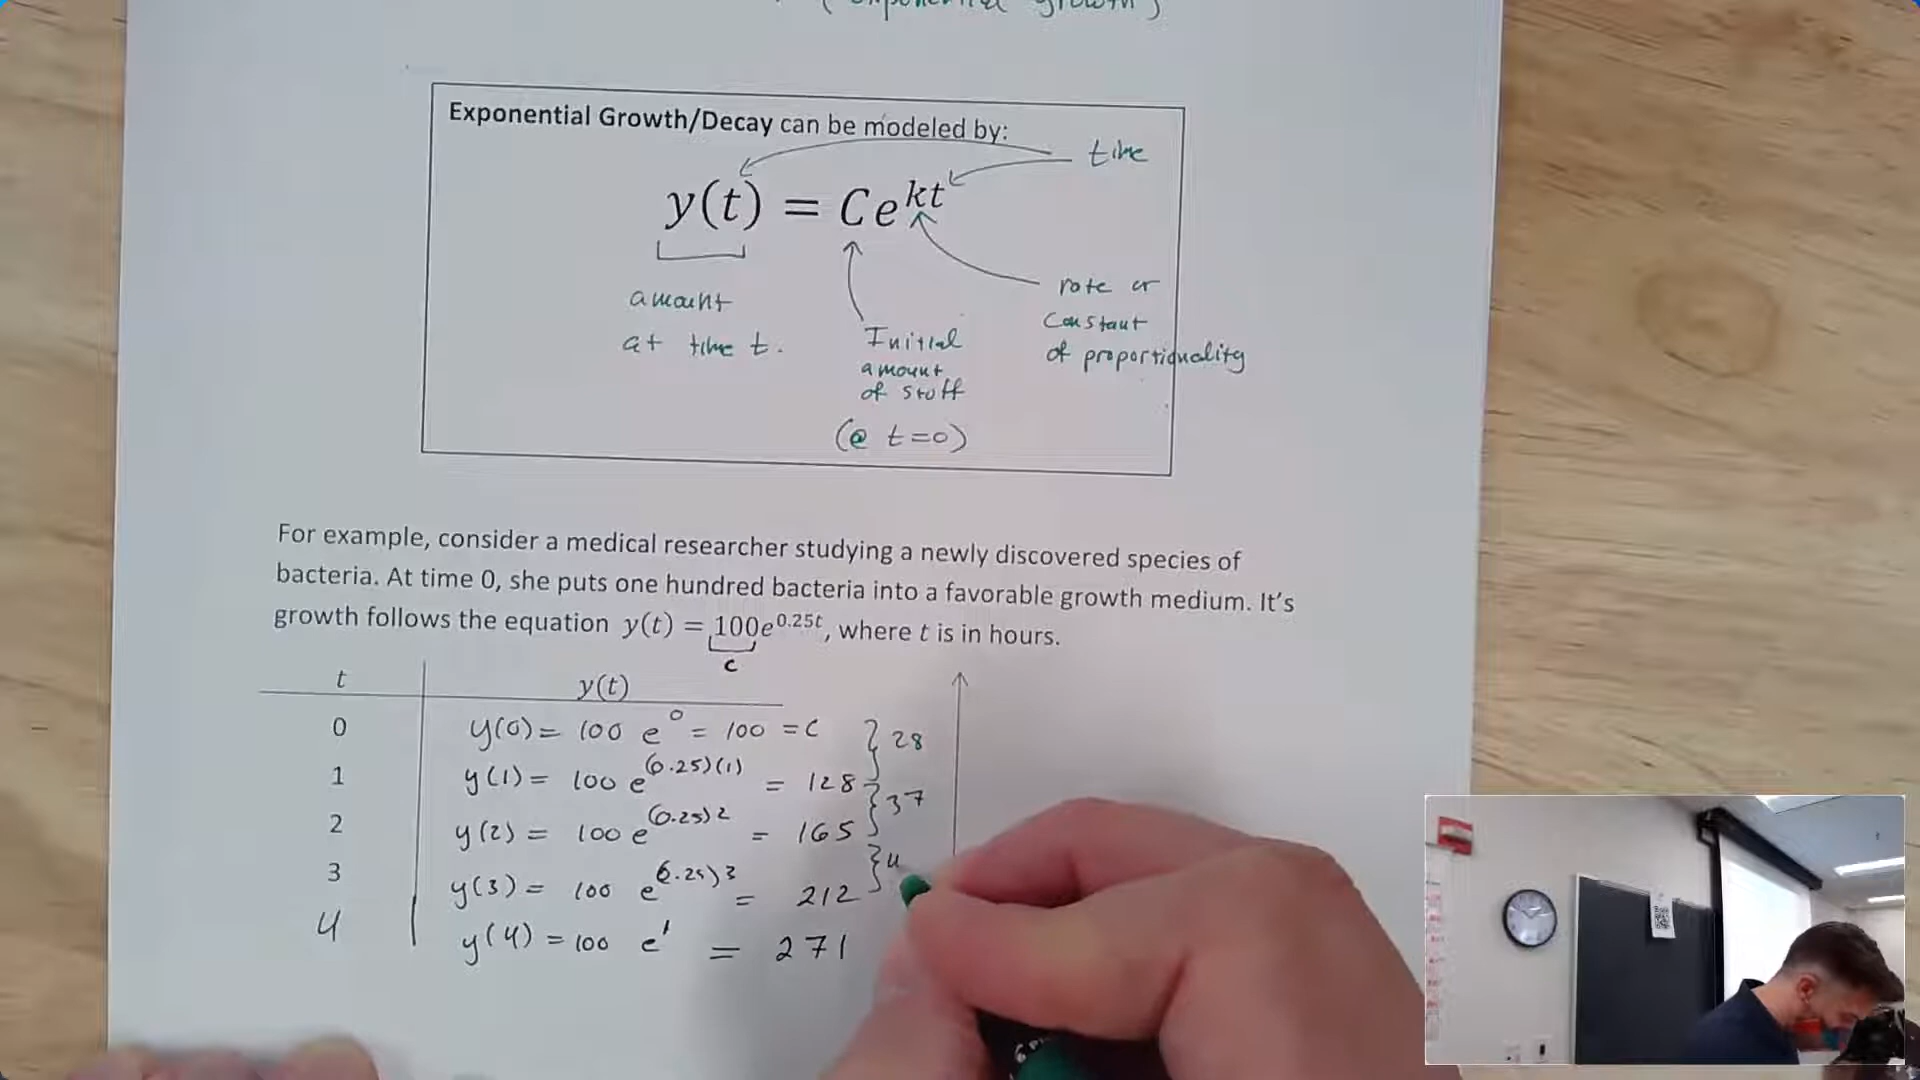 (exponential growth)
Exponential Growth/Decay can be modeled by:
time
y(t) = Ce^{kt}
amount
at time t.
Initial
amount
of stuff
(@ t=0)
rate or
constant
of proportionality
For example, consider a medical researcher studying a newly discovered species of
bacteria. At time 0, she puts one hundred bacteria into a favorable growth medium. It's
growth follows the equation y(t) = 100e^{0.25t}, where t is in hours.
c
t y(t)
0 y(0) = 100 e^0 = 100 = C } 28
1 y(1) = 100 e^{(0.25)(1)} = 128 } 37
2 y(2) = 100 e^{(0.25)2} = 165 } 4
3 y(3) = 100 e^{(0.25)3} = 212
4 y(4) = 100 e^1 = 271